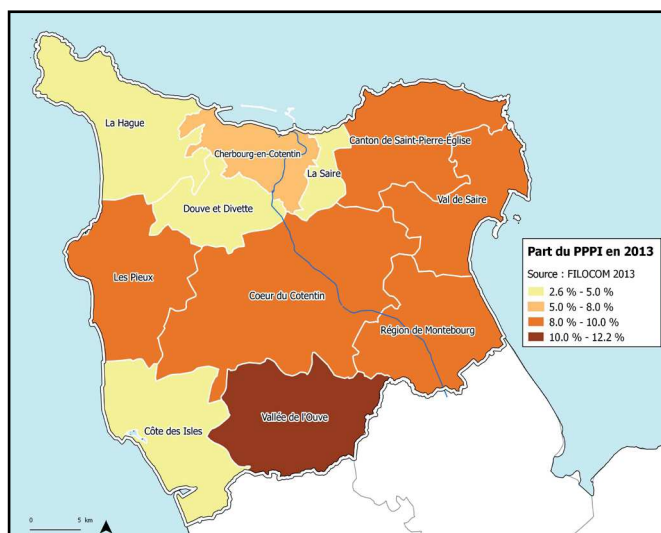 La Hague
Cherbourg-en-Cotentin
Canton de Saint-Pierre-Église
La Saire
Douve et Divette
Val de Saire
Les Pieux
Coeur du Cotentin
Région de Montebourg
Côte des Isles
Vallée de l'Ouve
Part du PPPI en 2013
Source : FILOCOM 2013
2.6 % - 5.0 %
5.0 % - 8.0 %
8.0 % - 10.0 %
10.0 % - 12.2 %
0 5 km